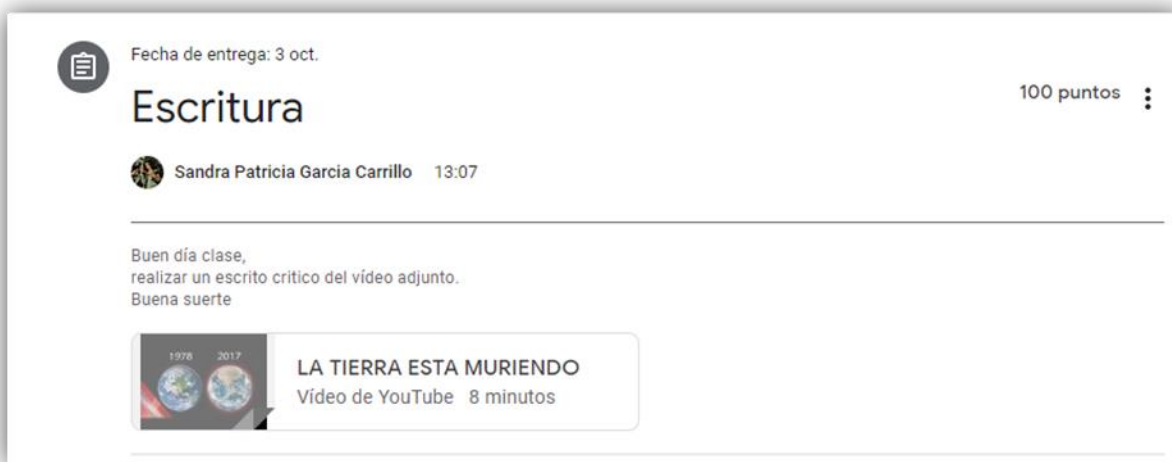 Fecha de entrega: 3 oct.
Escritura
100 puntos
Sandra Patricia Garcia Carrillo 13:07
Buen día clase,
realizar un escrito critico del vídeo adjunto.
Buena suerte
1978 2017
LA TIERRA ESTA MURIENDO
Vídeo de YouTube 8 minutos